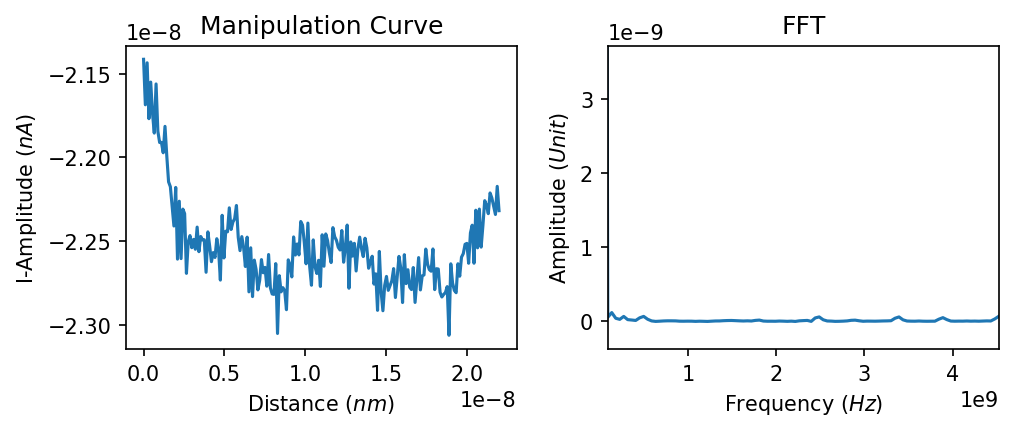 Manipulation Curve
1e−8
−2.15
−2.20
−2.25
−2.30
I-Amplitude (nA)
0.0 0.5 1.0 1.5 2.0
Distance (nm)
1e−8
FFT
1e−9
3
2
1
0
Amplitude (Unit)
1 2 3 4
Frequency (Hz)
1e9